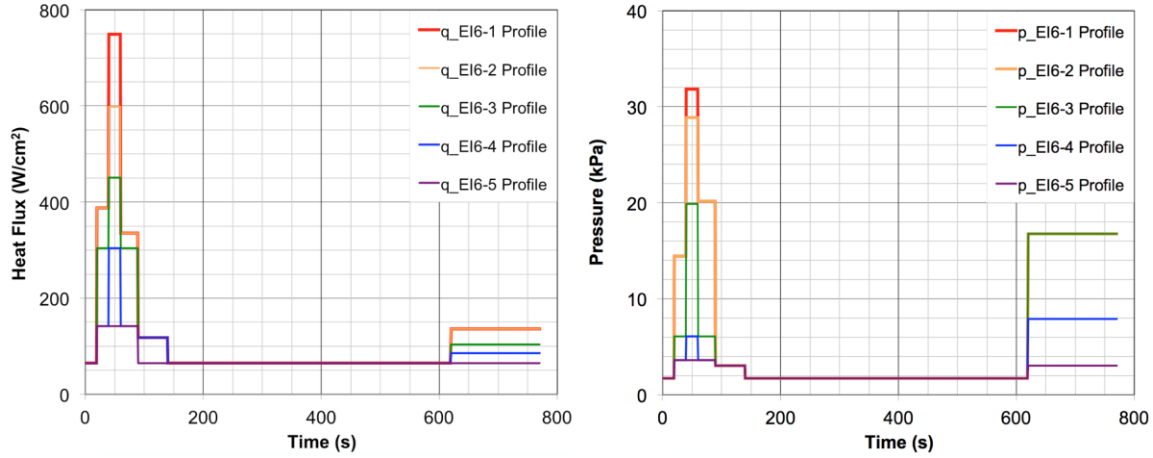 800
600
400
200
0
0
200
400
600
800
Heat Flux (W/cm²)
Time (s)
q_EI6-1 Profile
q_EI6-2 Profile
q_EI6-3 Profile
q_EI6-4 Profile
q_EI6-5 Profile
40
30
20
10
0
0
200
400
600
800
Pressure (kPa)
Time (s)
p_EI6-1 Profile
p_EI6-2 Profile
p_EI6-3 Profile
p_EI6-4 Profile
p_EI6-5 Profile